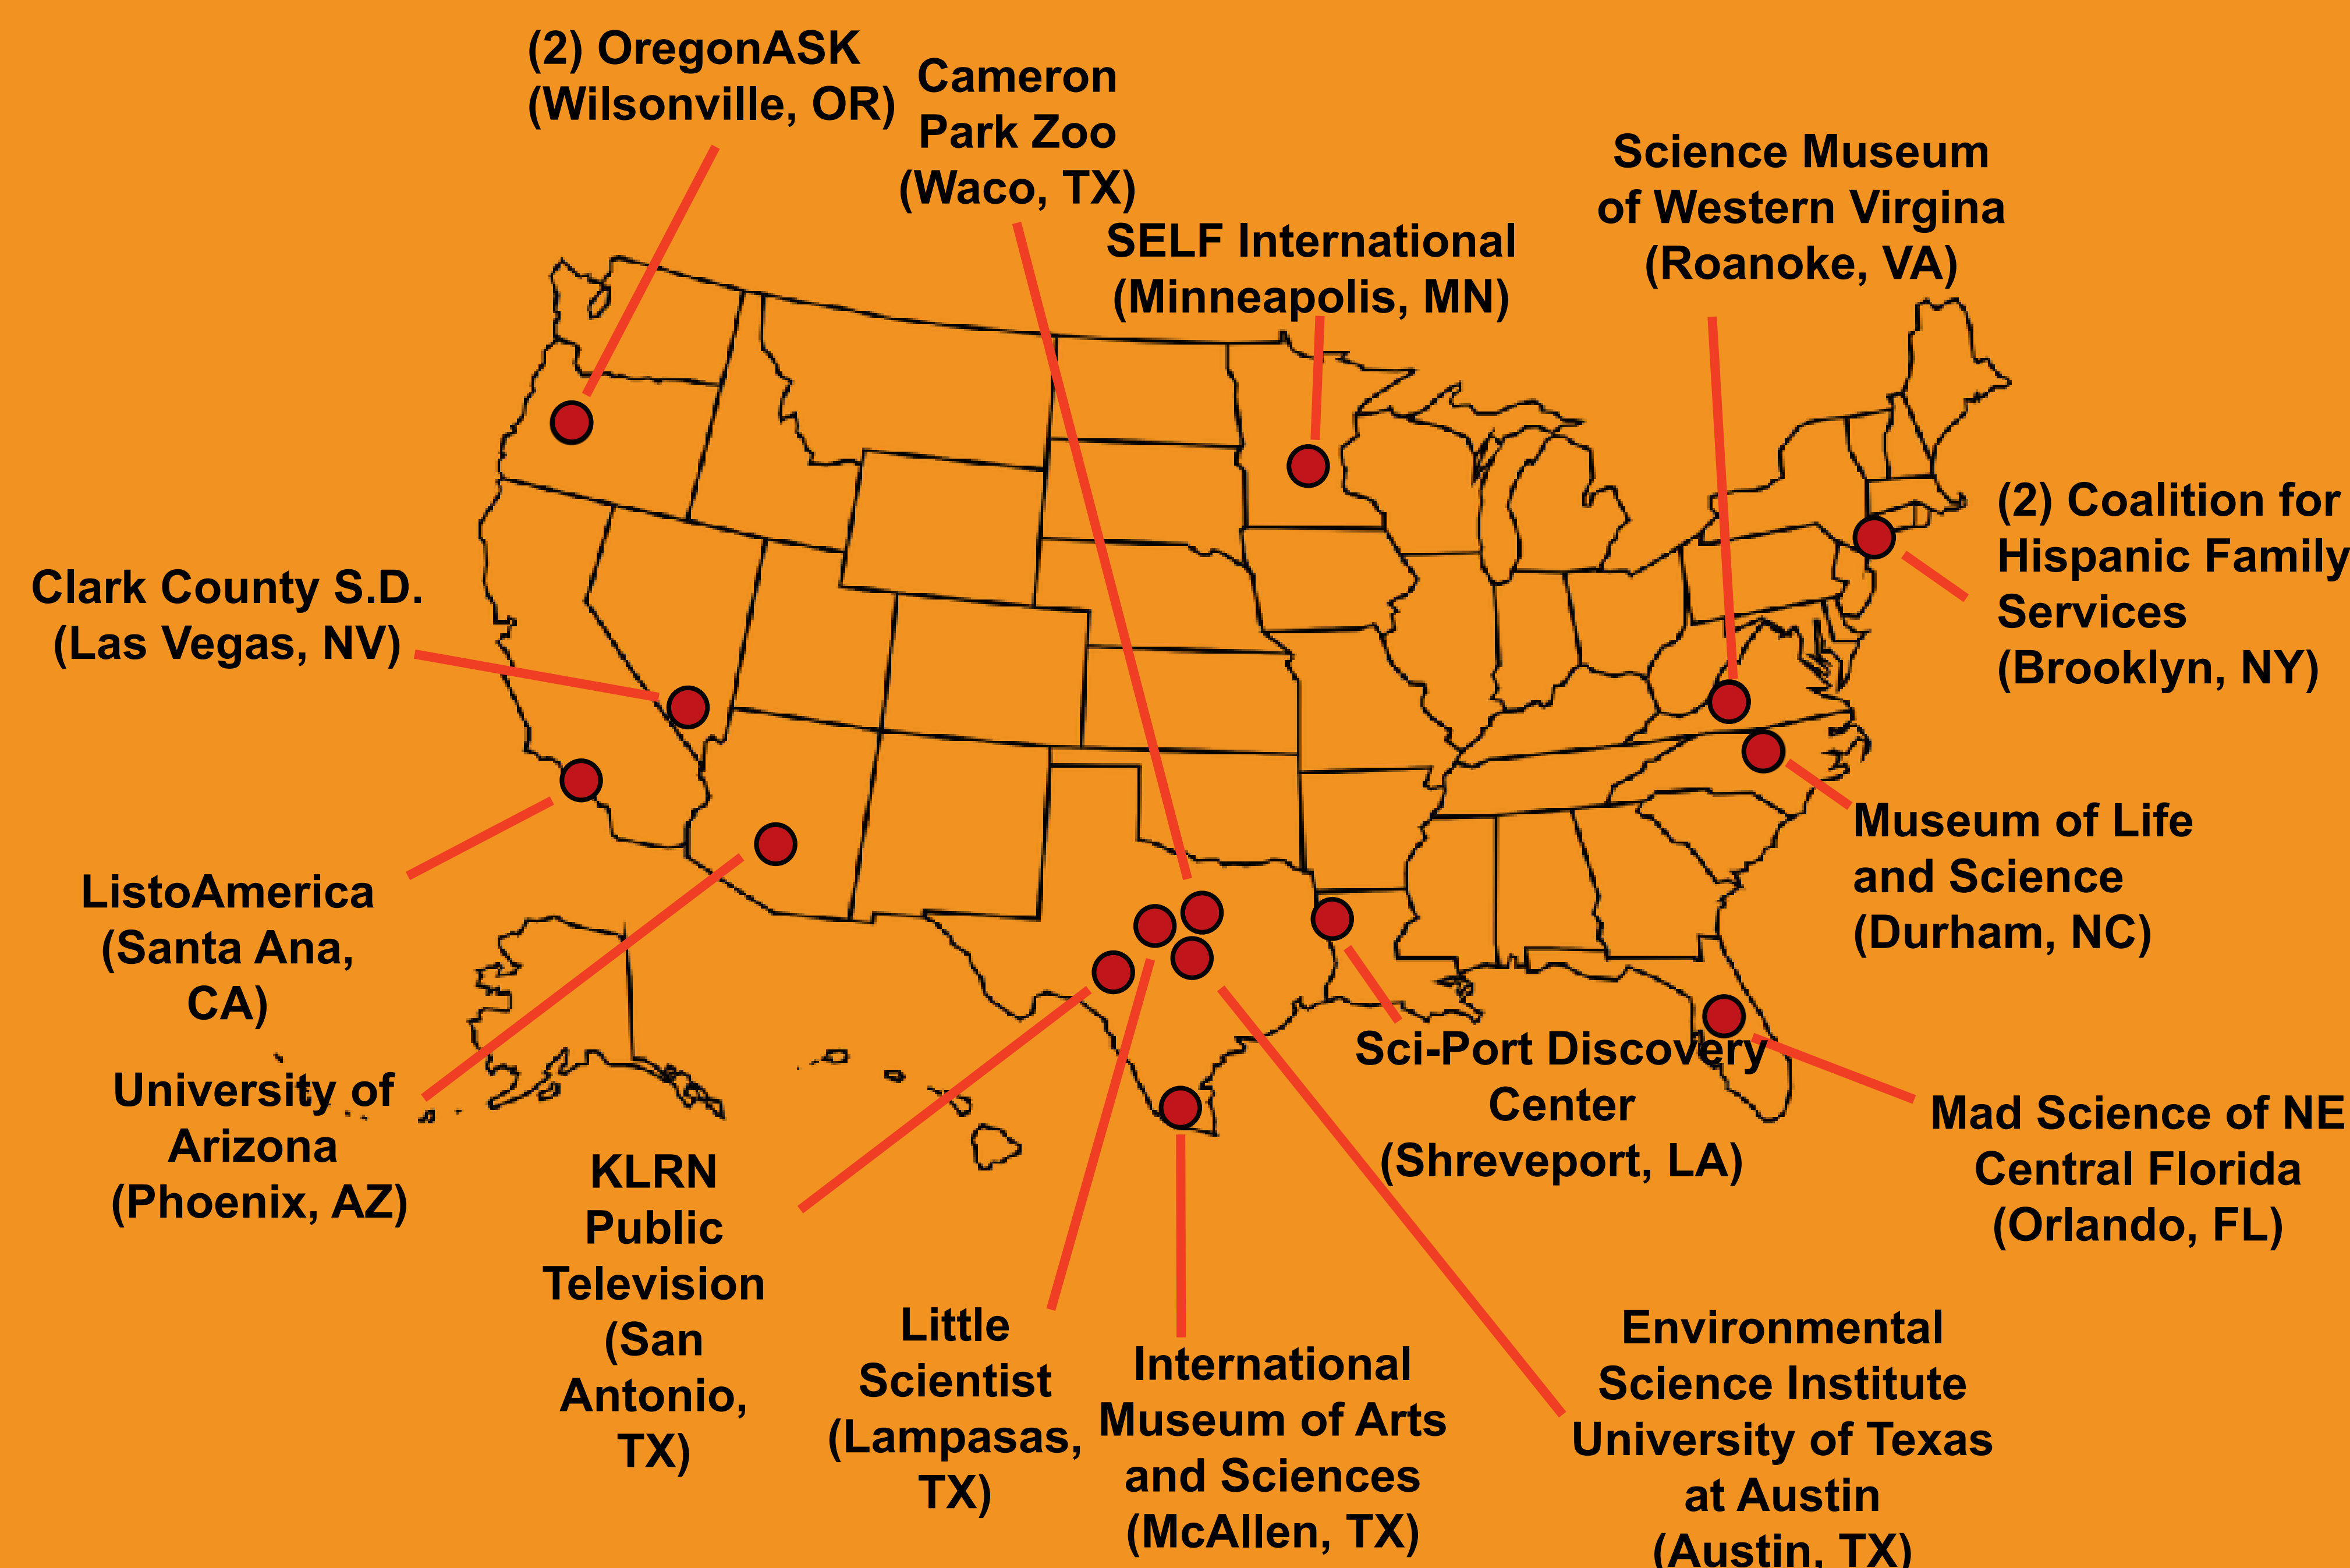 (2) OregonASK
(Wilsonville, OR)
Cameron
Park Zoo
(Waco, TX)
SELF International
(Minneapolis, MN)
Science Museum
of Western Virgina
(Roanoke, VA)
(2) Coalition for
Hispanic Family
Services
(Brooklyn, NY)
Clark County S.D.
(Las Vegas, NV)
ListoAmerica
(Santa Ana,
CA)
University of
Arizona
(Phoenix, AZ)
KLRN
Public
Television
(San
Antonio,
TX)
Little
Scientist
(Lampasas,
TX)
International
Museum of Arts
and Sciences
(McAllen, TX)
Environmental
Science Institute
University of Texas
at Austin
(Austin, TX)
Sci-Port Discovery
Center
(Shreveport, LA)
Museum of Life
and Science
(Durham, NC)
Mad Science of NE
Central Florida
(Orlando, FL)